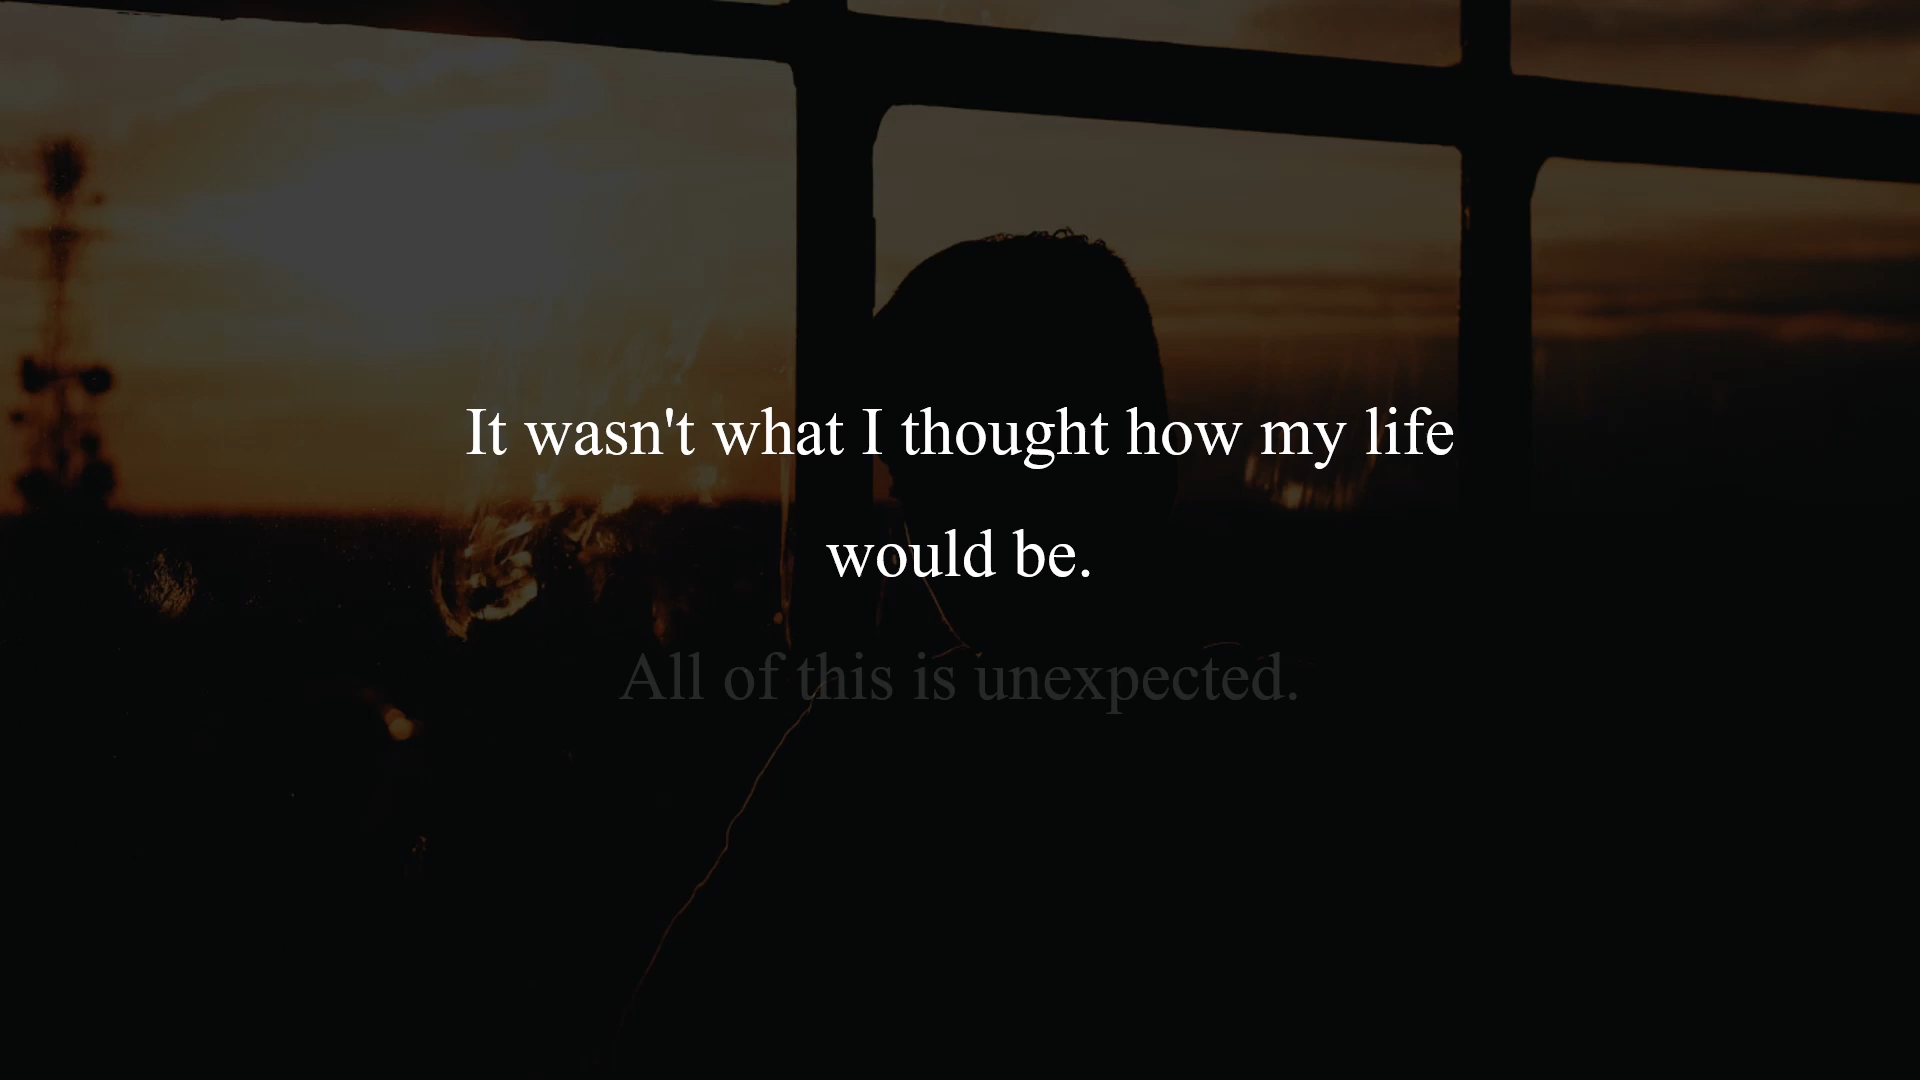 It wasn't what I thought how my life
would be.
All of this is unexpected.